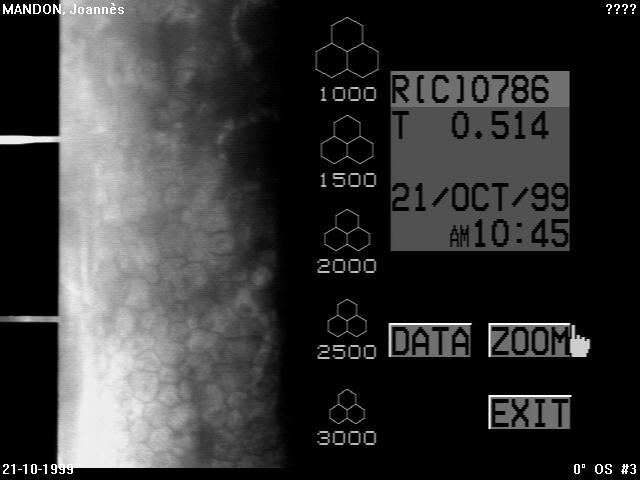 MANDON, Joannès
????
1000
1500
2000
2500
3000
R[C]0786
T 0.514
21/OCT/99
AM10:45
DATA
ZOOM
EXIT
21-10-1999
0° OS #3